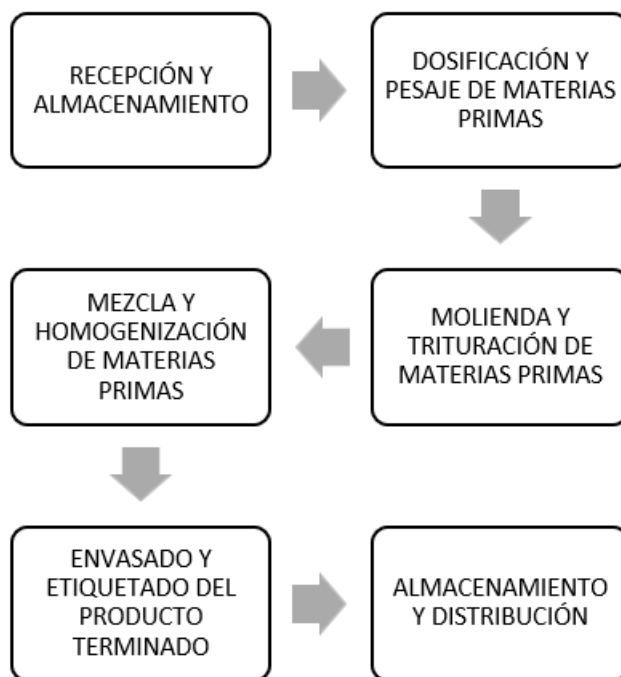 RECEPCIÓN Y
ALMACENAMIENTO
DOSIFICACIÓN Y
PESAJE DE MATERIAS
PRIMAS
MOLIENDA Y
TRITURACIÓN DE
MATERIAS PRIMAS
MEZCLA Y
HOMOGENIZACIÓN
DE MATERIAS
PRIMAS
ENVASADO Y
ETIQUETADO DEL
PRODUCTO
TERMINADO
ALMACENAMIENTO
Y DISTRIBUCIÓN